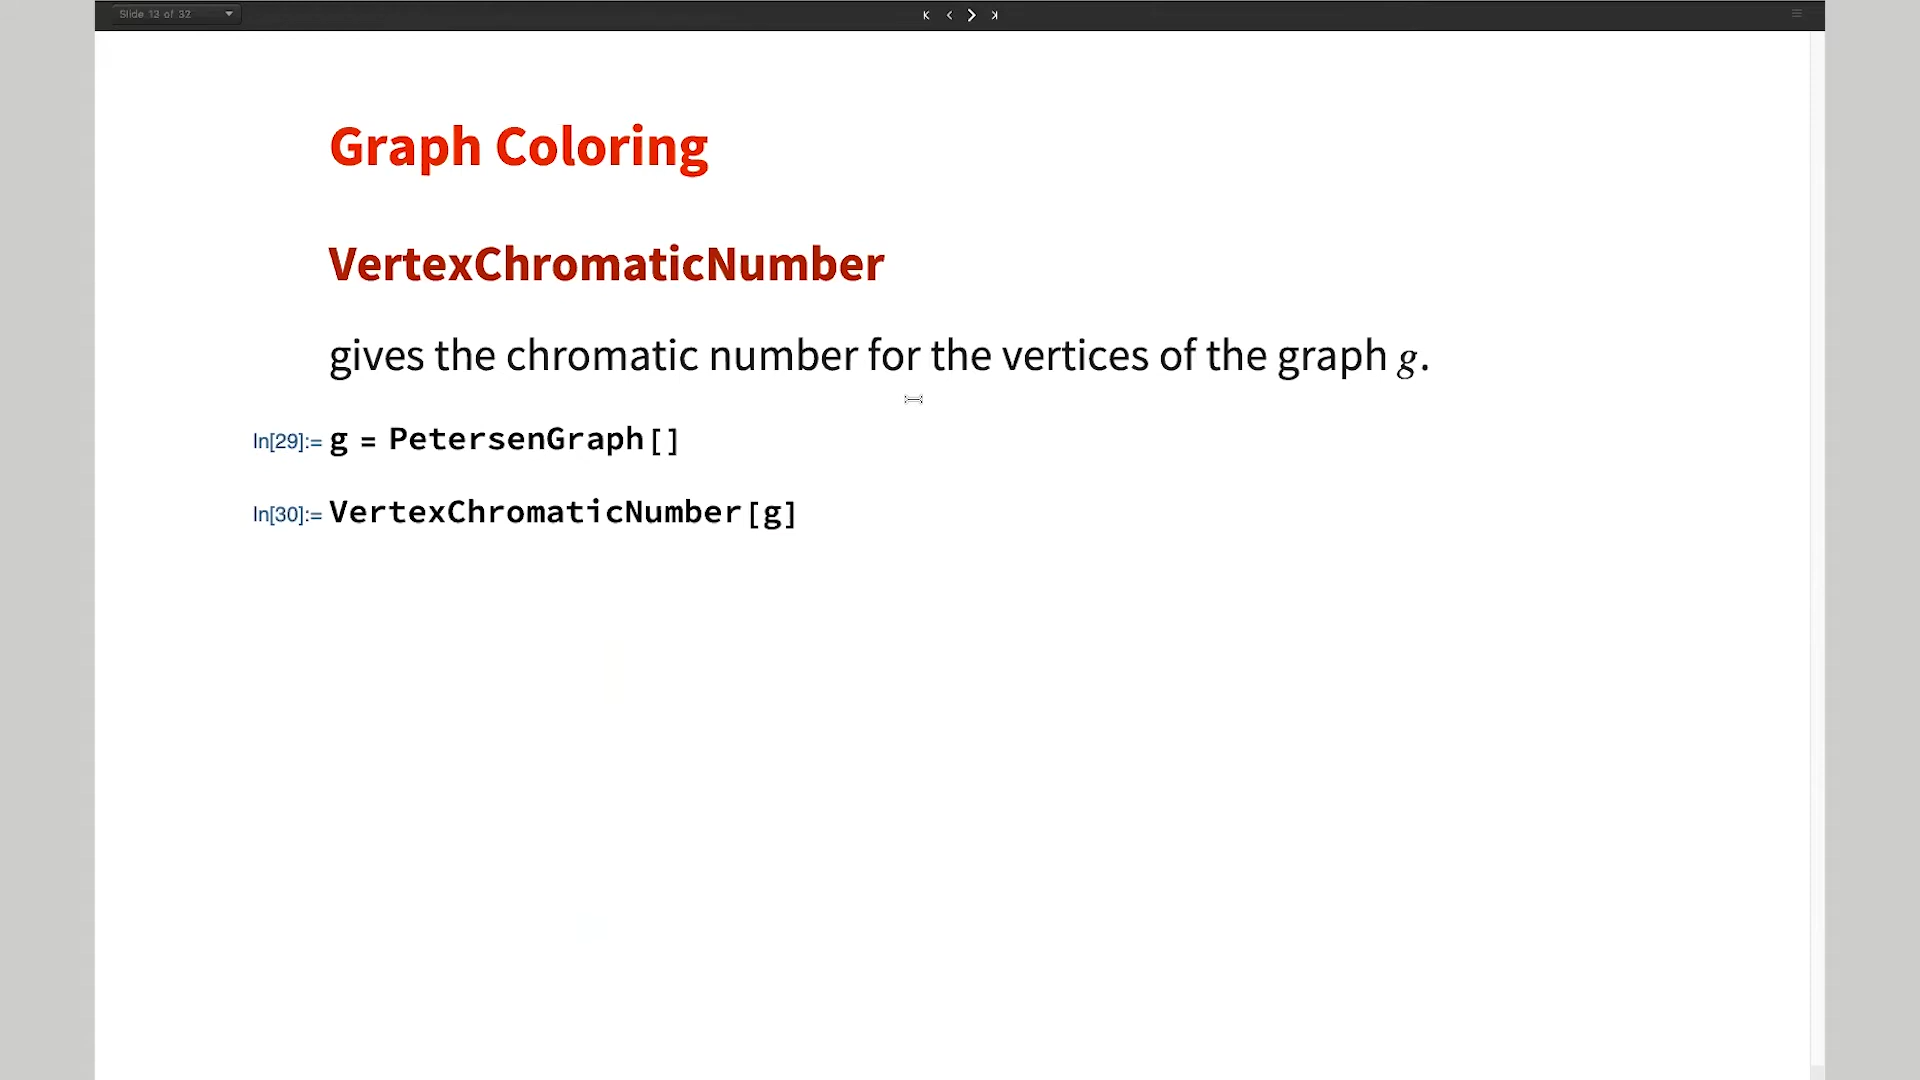 Slide 13 of 32
Graph Coloring
VertexChromaticNumber
gives the chromatic number for the vertices of the graph g.
In[29]:= g = PetersenGraph[]
In[30]:= VertexChromaticNumber[g]